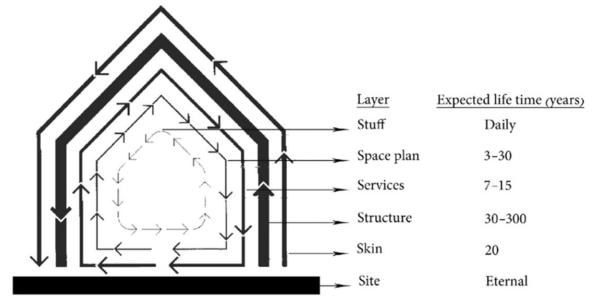 Layer Expected life time (years)
Stuff Daily
Space plan 3–30
Services 7–15
Structure 30–300
Skin 20
Site Eternal